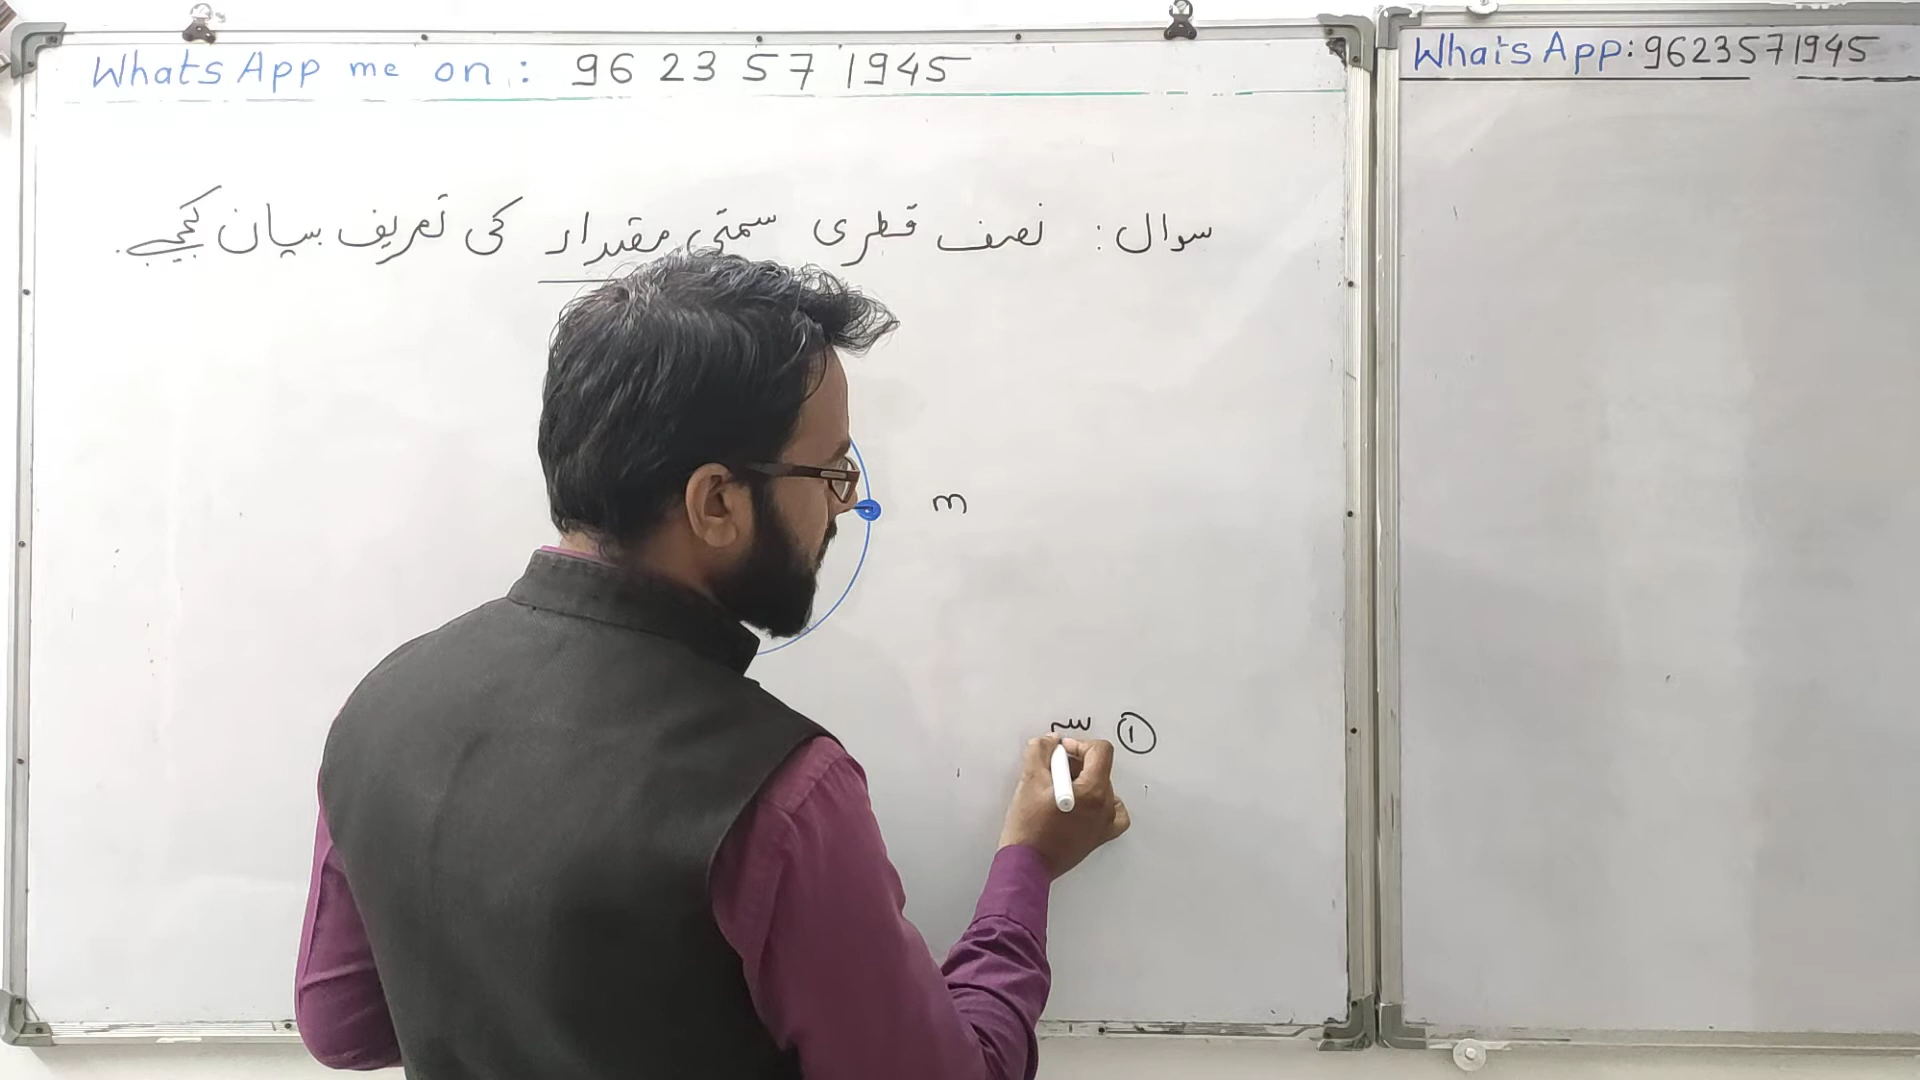 WhatsApp me on : 96 23 57 1945
WhatsApp: 9623571945
سوال: نصف قطری سمتی مقدار کی تعریف بیان کیجیے۔
m
① سمـ